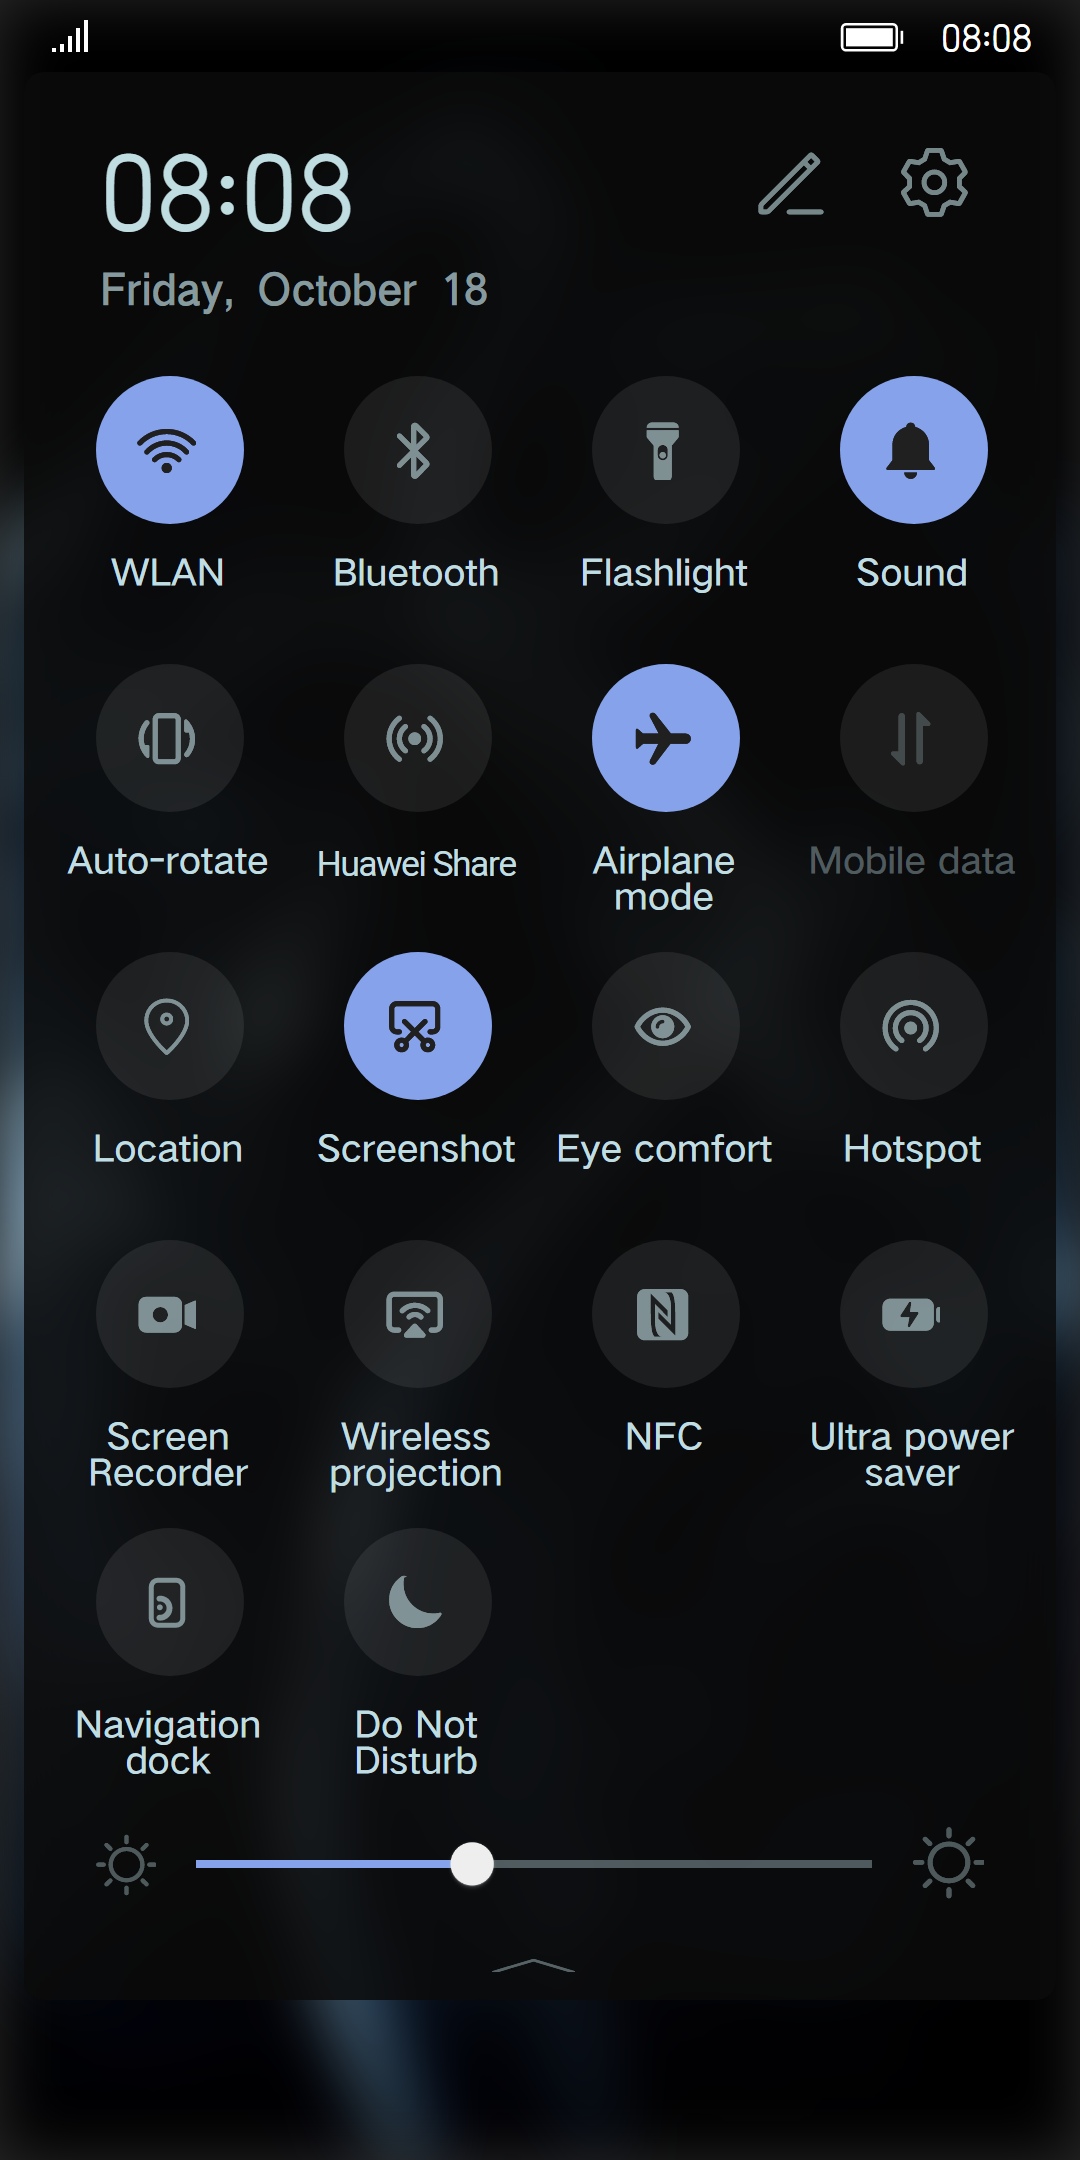 08:08
08:08
Friday, October 18
WLAN
Bluetooth
Flashlight
Sound
Auto-rotate
Huawei Share
Airplane
mode
Mobile data
Location
Screenshot
Eye comfort
Hotspot
Screen
Recorder
Wireless
projection
NFC
Ultra power
saver
Navigation
dock
Do Not
Disturb